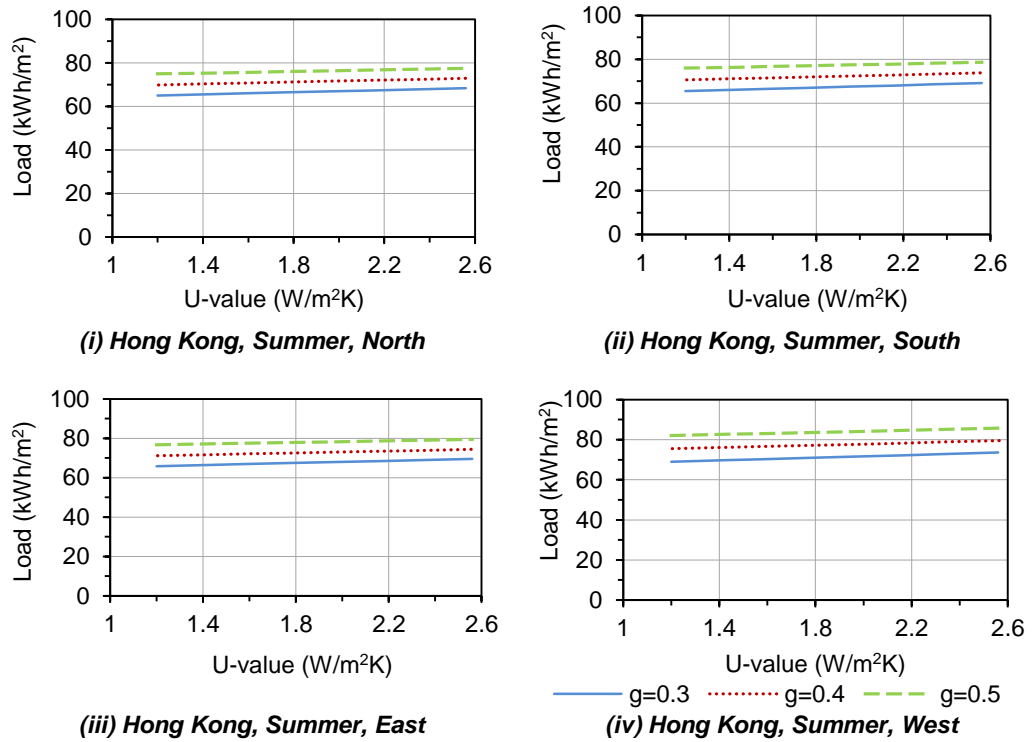 100
80
60
40
20
0
Load (kWh/m²)
1 1.4 1.8 2.2 2.6
U-value (W/m²K)
(i) Hong Kong, Summer, North
100
80
60
40
20
0
Load (kWh/m²)
1 1.4 1.8 2.2 2.6
U-value (W/m²K)
(ii) Hong Kong, Summer, South
100
80
60
40
20
0
Load (kWh/m²)
1 1.4 1.8 2.2 2.6
U-value (W/m²K)
(iii) Hong Kong, Summer, East
100
80
60
40
20
0
Load (kWh/m²)
1 1.4 1.8 2.2 2.6
U-value (W/m²K)
g=0.3 g=0.4 g=0.5
(iv) Hong Kong, Summer, West